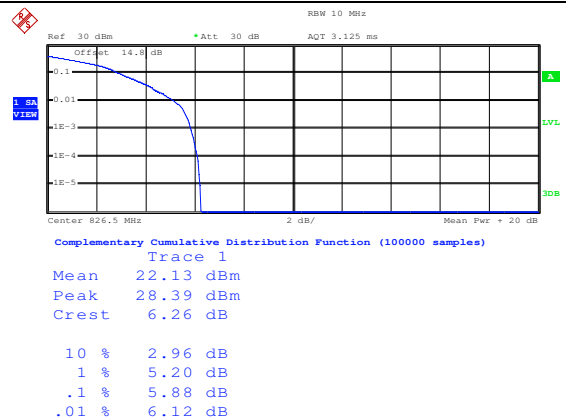 R S
RBW 10 MHz
Ref 30 dBm *Att 30 dB AQT 3.125 ms
Offset 14.8 dB
0.1
A
0.01
1 SA
VIEW
1E-3
LVL
1E-4
1E-5
3DB
Center 826.5 MHz 2 dB/ Mean Pwr + 20 dB
Complementary Cumulative Distribution Function (100000 samples)
Trace 1
Mean 22.13 dBm
Peak 28.39 dBm
Crest 6.26 dB
10 % 2.96 dB
1 % 5.20 dB
.1 % 5.88 dB
.01 % 6.12 dB